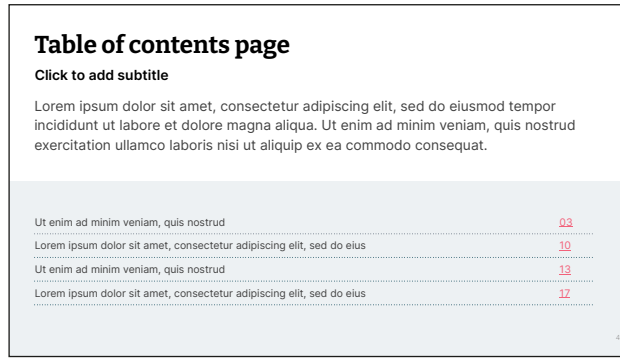 Table of contents page
Click to add subtitle
Lorem ipsum dolor sit amet, consectetur adipiscing elit, sed do eiusmod tempor
incididunt ut labore et dolore magna aliqua. Ut enim ad minim veniam, quis nostrud
exercitation ullamco laboris nisi ut aliquip ex ea commodo consequat.
Ut enim ad minim veniam, quis nostrud 03
Lorem ipsum dolor sit amet, consectetur adipiscing elit, sed do eius 10
Ut enim ad minim veniam, quis nostrud 13
Lorem ipsum dolor sit amet, consectetur adipiscing elit, sed do eius 17
4